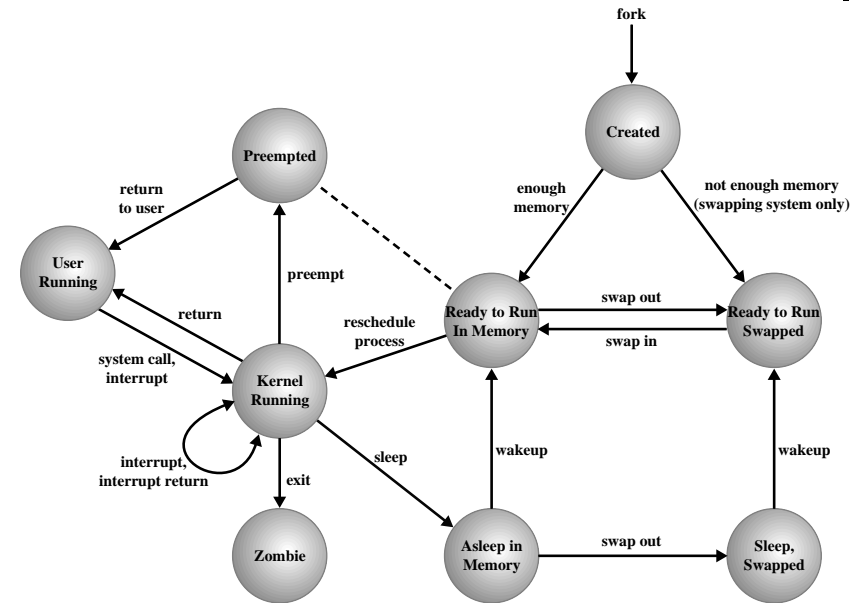 fork
Created
Preempted
enough
memory
not enough memory
(swapping system only)
return
to user
User
Running
preempt
return
Ready to Run
In Memory
swap out
swap in
Ready to Run
Swapped
reschedule
process
system call,
interrupt
Kernel
Running
interrupt,
interrupt return
sleep
wakeup
wakeup
exit
Zombie
Asleep in
Memory
swap out
Sleep,
Swapped